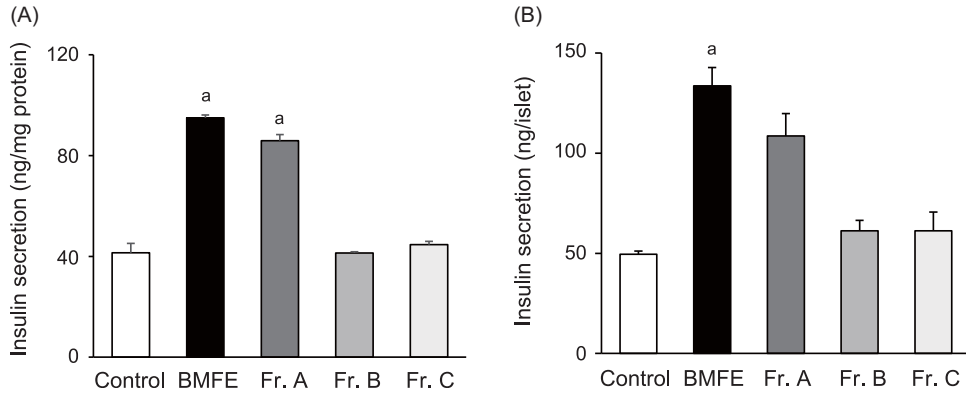 (A)
Insulin secretion (ng/mg protein)
120
80
40
0
a
a
Control BMFE Fr. A Fr. B Fr. C
(B)
Insulin secretion (ng/islet)
150
100
50
0
a
Control BMFE Fr. A Fr. B Fr. C